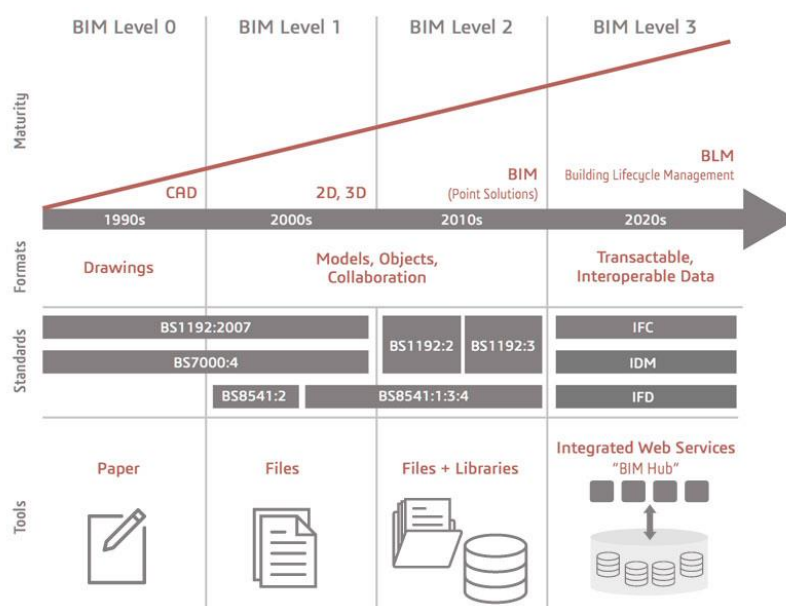 BIM Level 0
BIM Level 1
BIM Level 2
BIM Level 3
Maturity
CAD
2D, 3D
BIM
(Point Solutions)
BLM
Building Lifecycle Management
1990s
2000s
2010s
2020s
Formats
Drawings
Models, Objects,
Collaboration
Transactable,
Interoperable Data
Standards
BS1192:2007
BS7000:4
BS8541:2
BS8541:1:3:4
BS1192:2
BS1192:3
IFC
IDM
IFD
Tools
Paper
Files
Files + Libraries
Integrated Web Services
"BIM Hub"